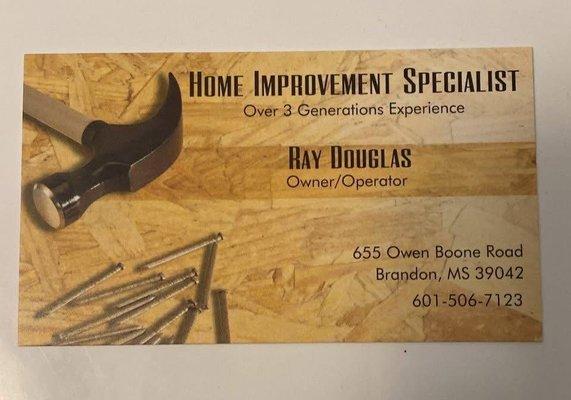 HOME IMPROVEMENT SPECIALIST
Over 3 Generations Experience
RAY DOUGLAS
Owner/Operator
655 Owen Boone Road
Brandon, MS 39042
601-506-7123